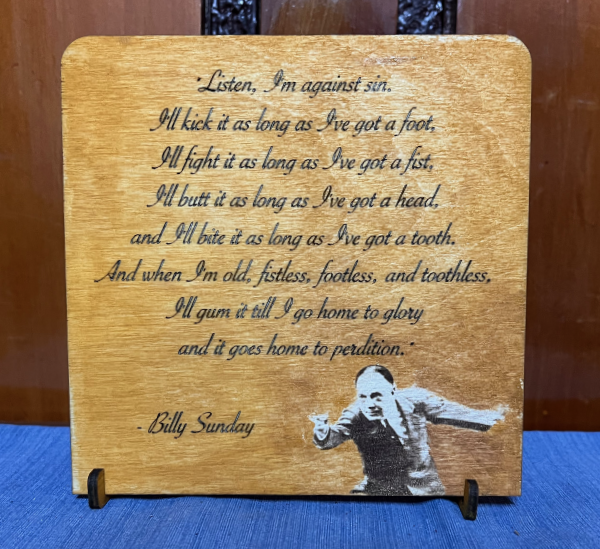 "Listen, I'm against sin.
I'll kick it as long as I've got a foot,
I'll fight it as long as I've got a fist,
I'll butt it as long as I've got a head,
and I'll bite it as long as I've got a tooth.
And when I'm old, fistless, footless, and toothless,
I'll gum it till I go home to glory
and it goes home to perdition."
- Billy Sunday